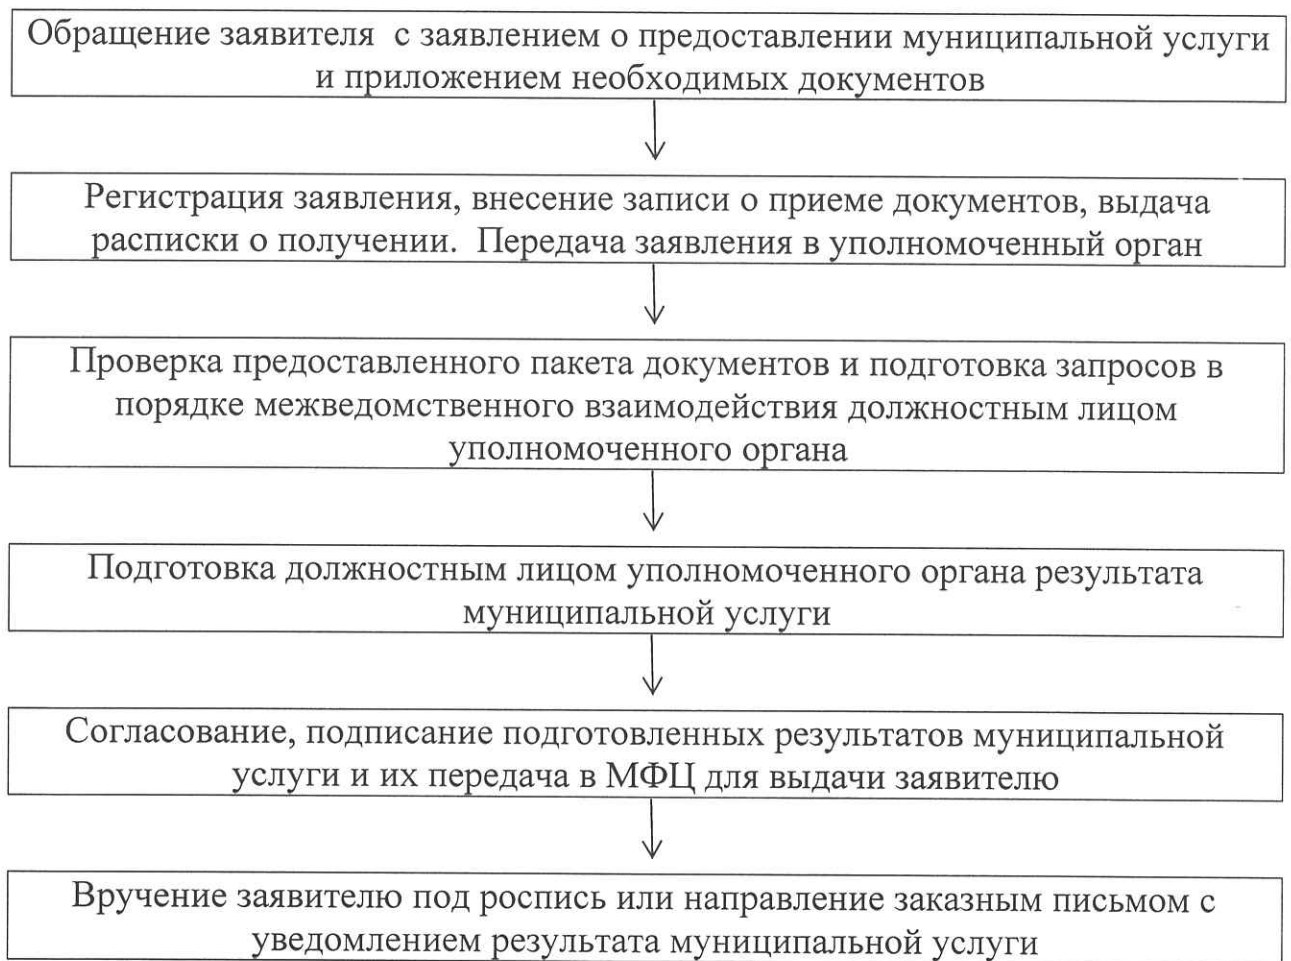 Обращение заявителя с заявлением о предоставлении муниципальной услуги
и приложением необходимых документов
Регистрация заявления, внесение записи о приеме документов, выдача
расписки о получении. Передача заявления в уполномоченный орган
Проверка предоставленного пакета документов и подготовка запросов в
порядке межведомственного взаимодействия должностным лицом
уполномоченного органа
Подготовка должностным лицом уполномоченного органа результата
муниципальной услуги
Согласование, подписание подготовленных результатов муниципальной
услуги и их передача в МФЦ для выдачи заявителю
Вручение заявителю под роспись или направление заказным письмом с
уведомлением результата муниципальной услуги